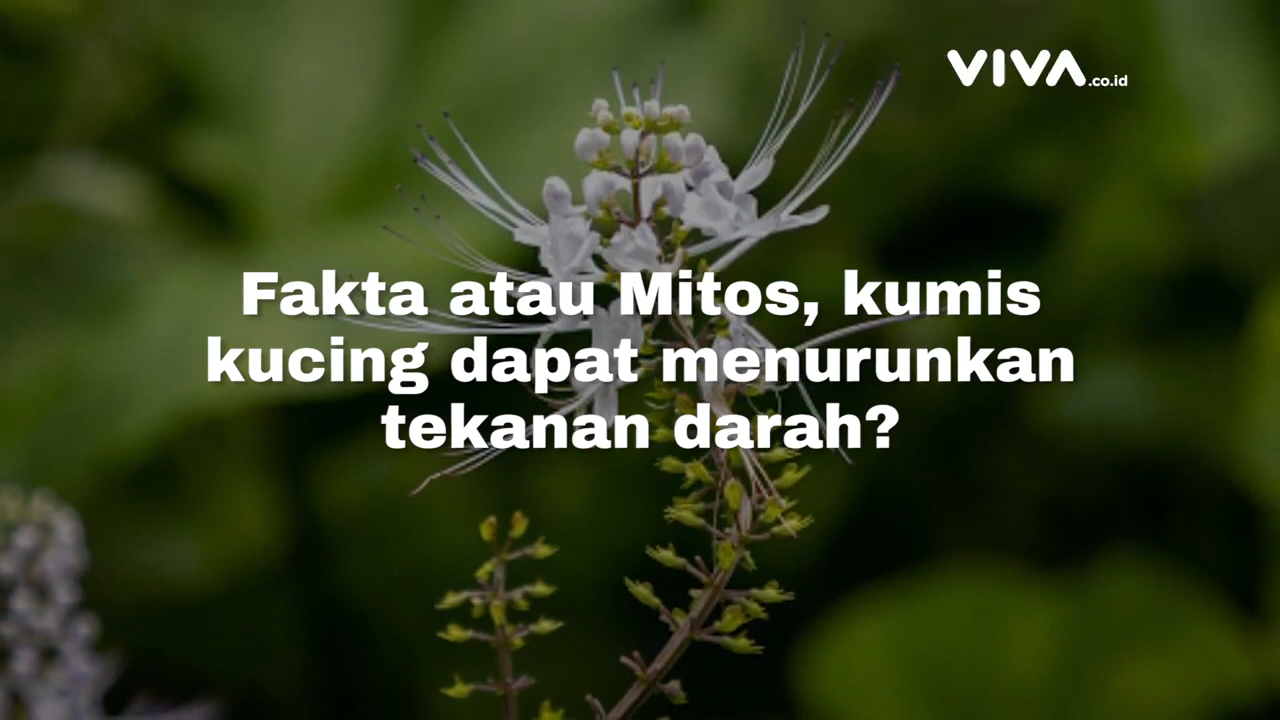 VIVA.co.id
Fakta atau Mitos, kumis
kucing dapat menurunkan
tekanan darah?